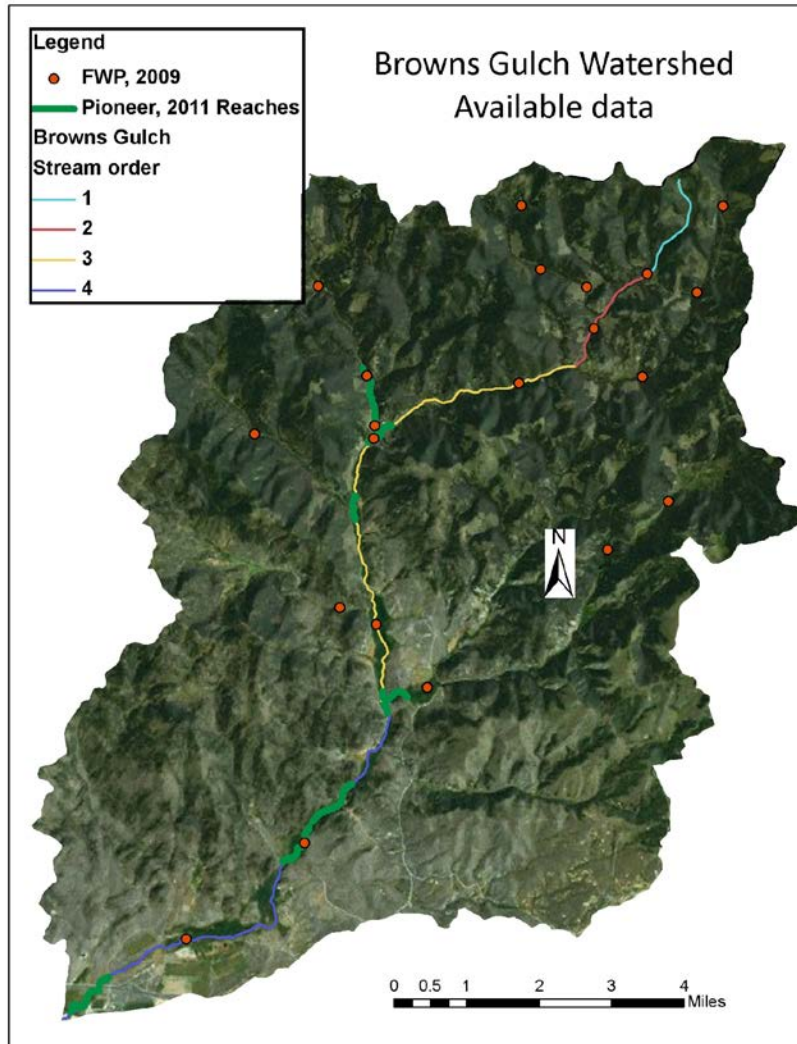 Browns Gulch Watershed
Available data
Legend
FWP, 2009
Pioneer, 2011 Reaches
Browns Gulch
Stream order
1
2
3
4
N
0 0.5 1 2 3 4
Miles